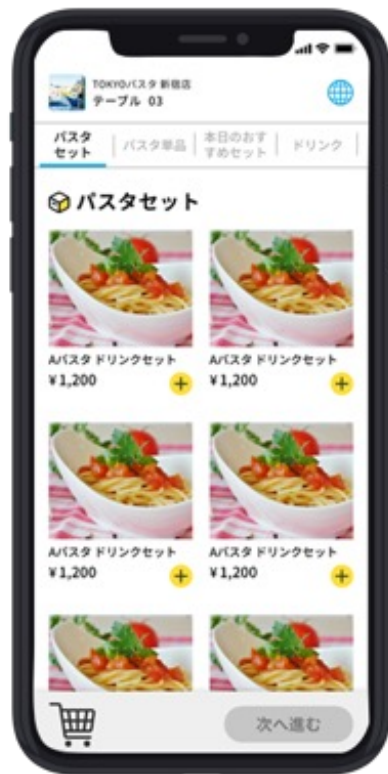 TOKYOパスタ 新宿店
テーブル 03
パスタ
セット
パスタ単品
本日のおす
すめセット
ドリンク
パスタセット
Aパスタ ドリンクセット
¥1,200
Aパスタ ドリンクセット
¥1,200
Aパスタ ドリンクセット
¥1,200
Aパスタ ドリンクセット
¥1,200
次へ進む